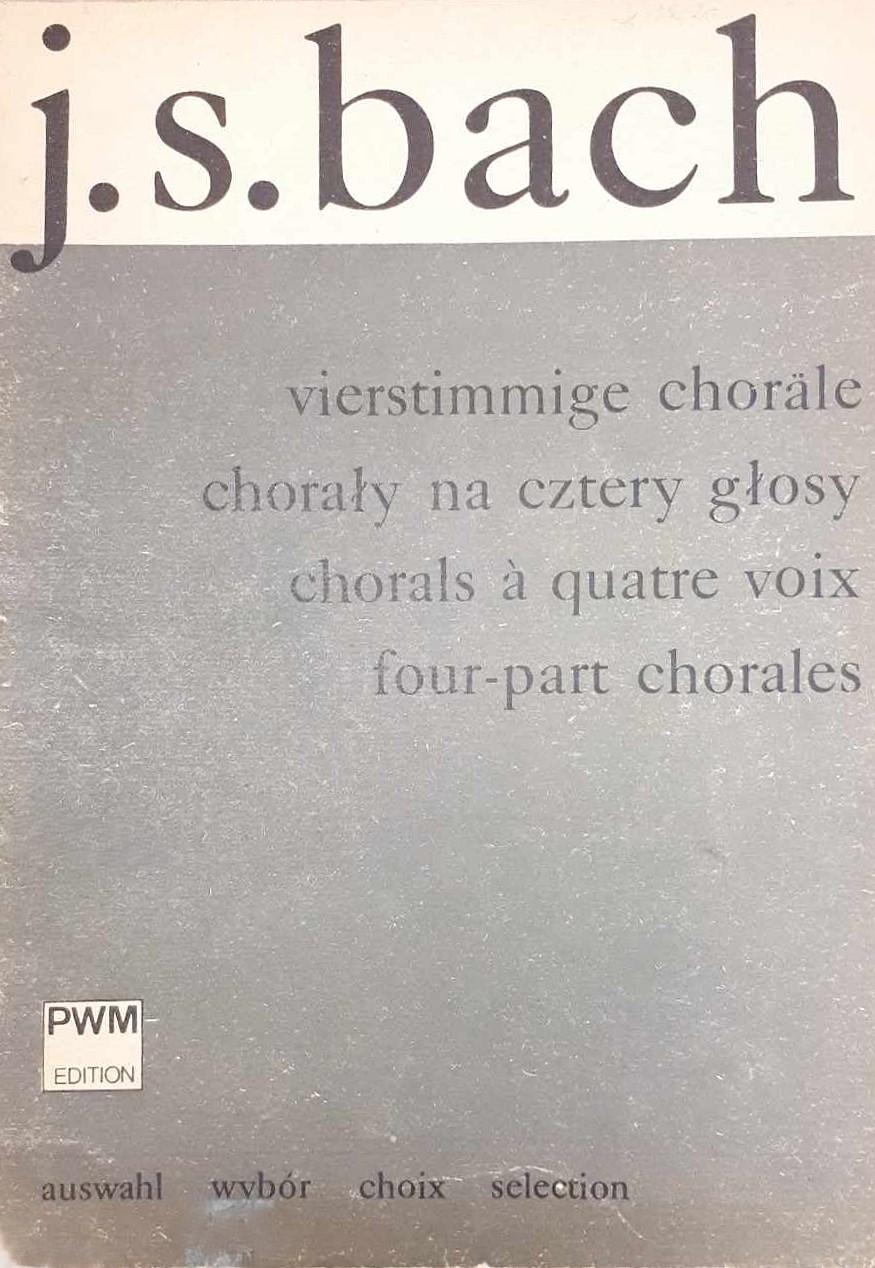 j.s.bach
vierstimmige choräle
chorały na cztery głosy
chorals à quatre voix
four-part chorales
PWM
EDITION
auswahl wybór choix selection